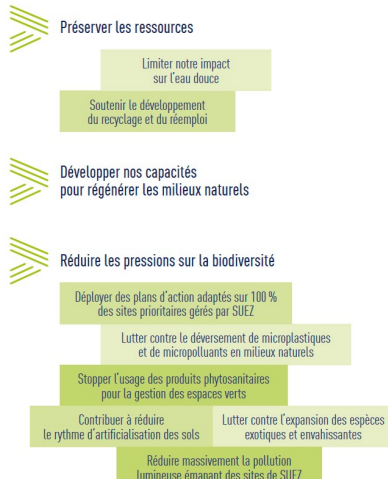 Préserver les ressources
Limiter notre impact
sur l'eau douce
Soutenir le développement
du recyclage et du réemploi
Développer nos capacités
pour régénérer les milieux naturels
Réduire les pressions sur la biodiversité
Déployer des plans d'action adaptés sur 100 %
des sites prioritaires gérés par SUEZ
Lutter contre le déversement de microplastiques
et de micropolluants en milieux naturels
Stopper l'usage des produits phytosanitaires
pour la gestion des espaces verts
Contribuer à réduire
le rythme d'artificialisation des sols
Lutter contre l'expansion des espèces
exotiques et envahissantes
Réduire massivement la pollution
lumineuse émanant des sites de SUEZ